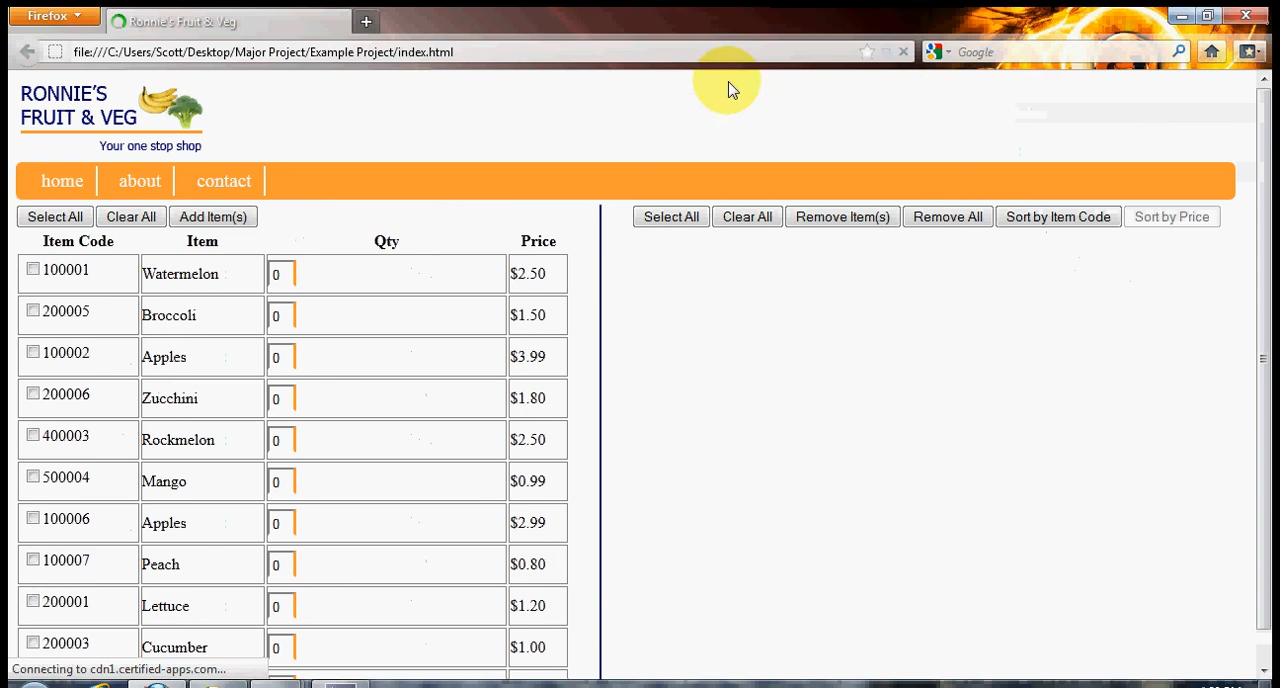 Firefox
Ronnie's Fruit & Veg
file:///C:/Users/Scott/Desktop/Major Project/Example Project/index.html
Google
RONNIE'S
FRUIT & VEG
Your one stop shop
home about contact
Select All Clear All Add Item(s) Select All Clear All Remove Item(s) Remove All Sort by Item Code Sort by Price
Item Code Item Qty Price
100001 Watermelon 0 $2.50
200005 Broccoli 0 $1.50
100002 Apples 0 $3.99
200006 Zucchini 0 $1.80
400003 Rockmelon 0 $2.50
500004 Mango 0 $0.99
100006 Apples 0 $2.99
100007 Peach 0 $0.80
200001 Lettuce 0 $1.20
200003 Cucumber 0 $1.00
Connecting to cdn1.certified-apps.com...